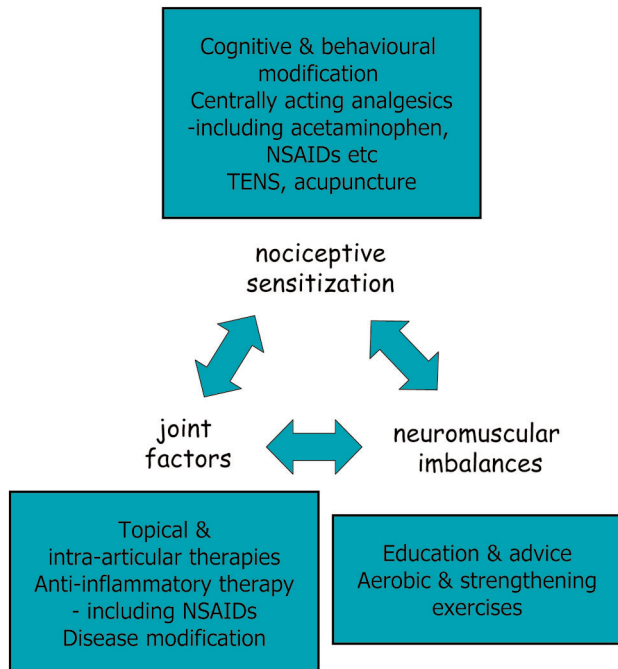 Cognitive & behavioural
modification
Centrally acting analgesics
-including acetaminophen,
NSAIDs etc
TENS, acupuncture
nociceptive
sensitization
joint
factors
neuromuscular
imbalances
Topical &
intra-articular therapies
Anti-inflammatory therapy
- including NSAIDs
Disease modification
Education & advice
Aerobic & strengthening
exercises